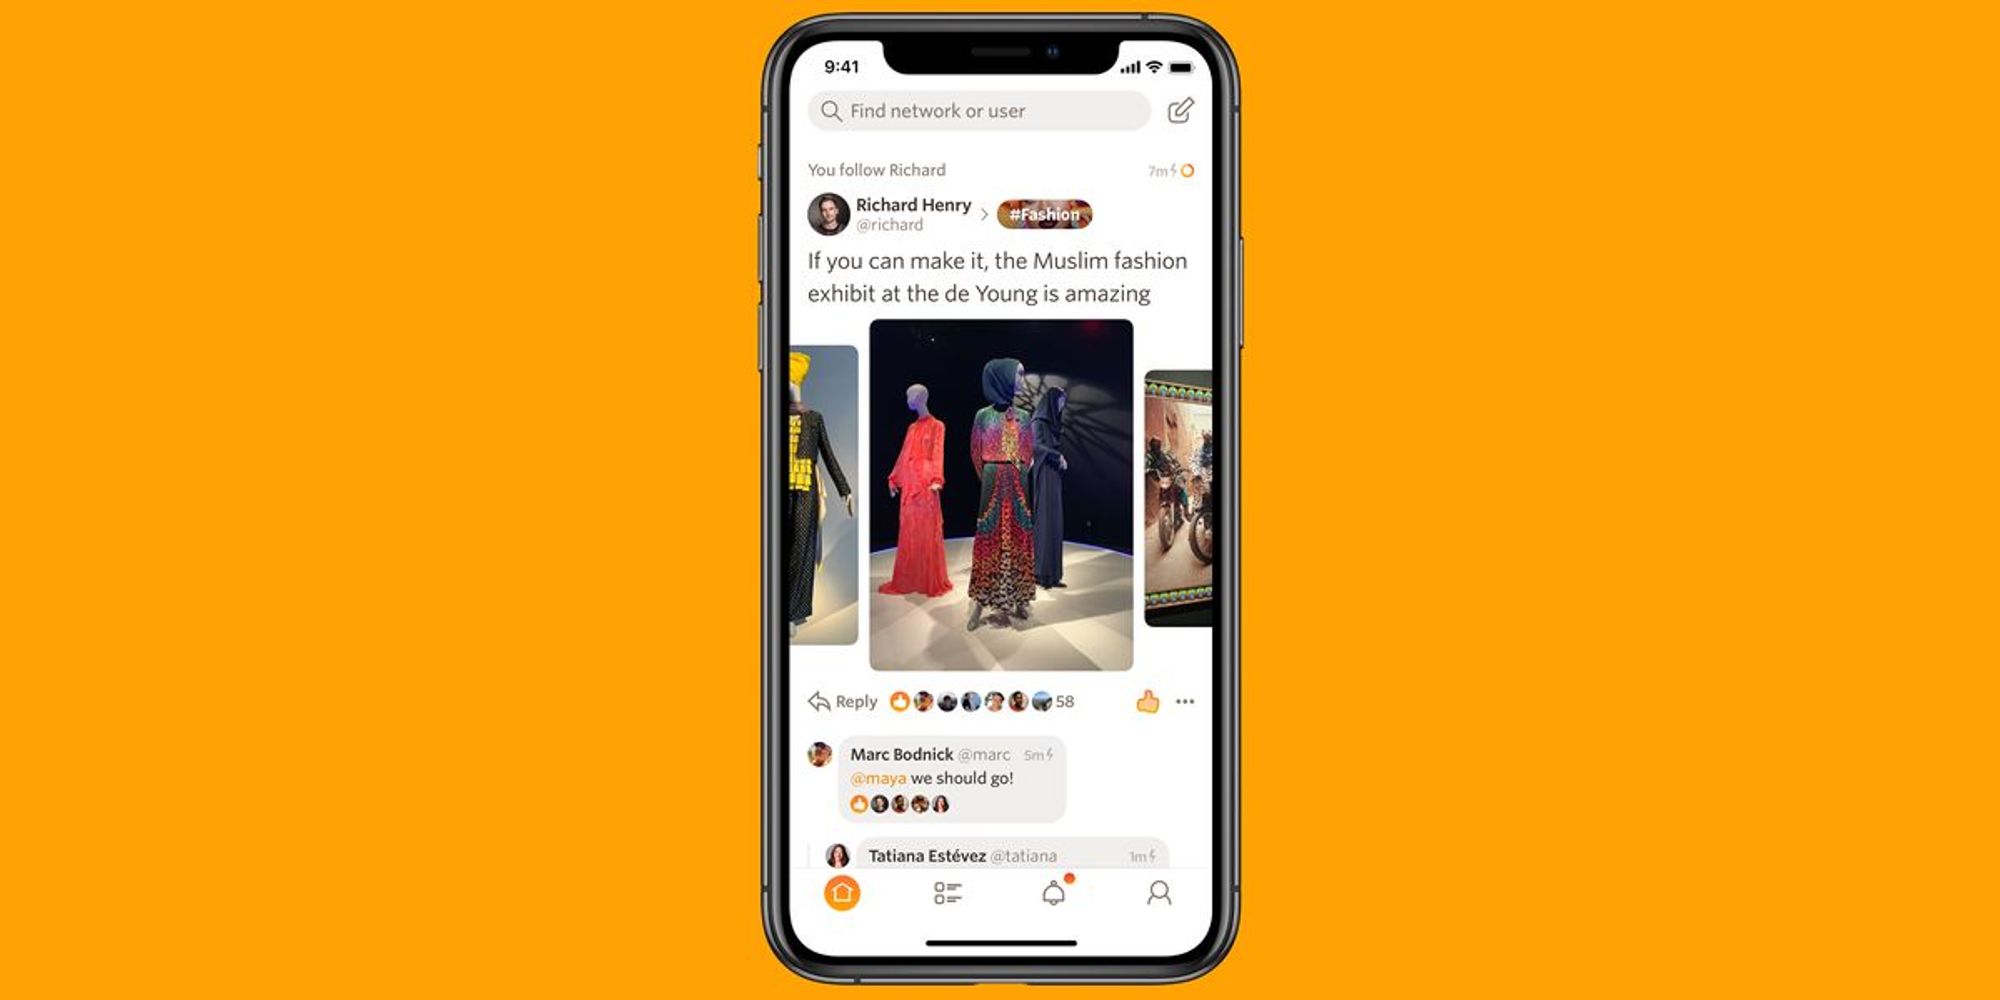 9:41
Find network or user
You follow Richard
7m
Richard Henry
@richard
#Fashion
If you can make it, the Muslim fashion
exhibit at the de Young is amazing
Reply
58
Marc Bodnick @marc 5m
@maya we should go!
Tatiana Estévez @tatiana 1m